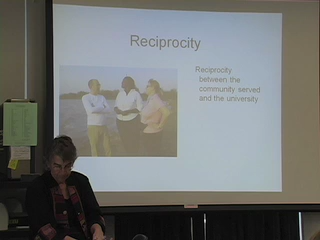 Reciprocity
Reciprocity
between the
community served
and the university